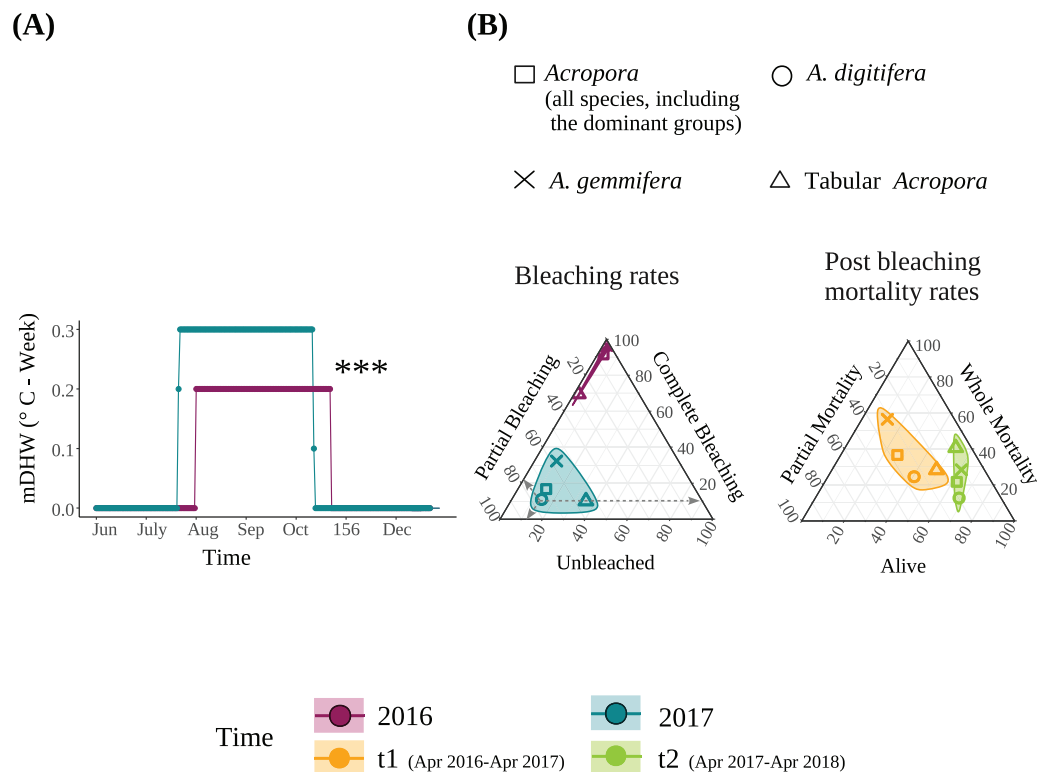 (A)
(B)
Acropora
(all species, including
the dominant groups)
A. digitifera
A. gemmifera
Tabular Acropora
mDHW (° C - Week)
0.3
0.2
0.1
0.0
***
Jun July Aug Sep Oct 156 Dec
Time
Bleaching rates
Partial Bleaching
20
40
60
80
100
Complete Bleaching
100
80
60
40
20
20 40 60 80 100
Unbleached
Post bleaching
mortality rates
Partial Mortality
20
40
60
80
100
Whole Mortality
100
80
60
40
20
20 40 60 80 100
Alive
Time
2016
2017
t1 (Apr 2016-Apr 2017)
t2 (Apr 2017-Apr 2018)